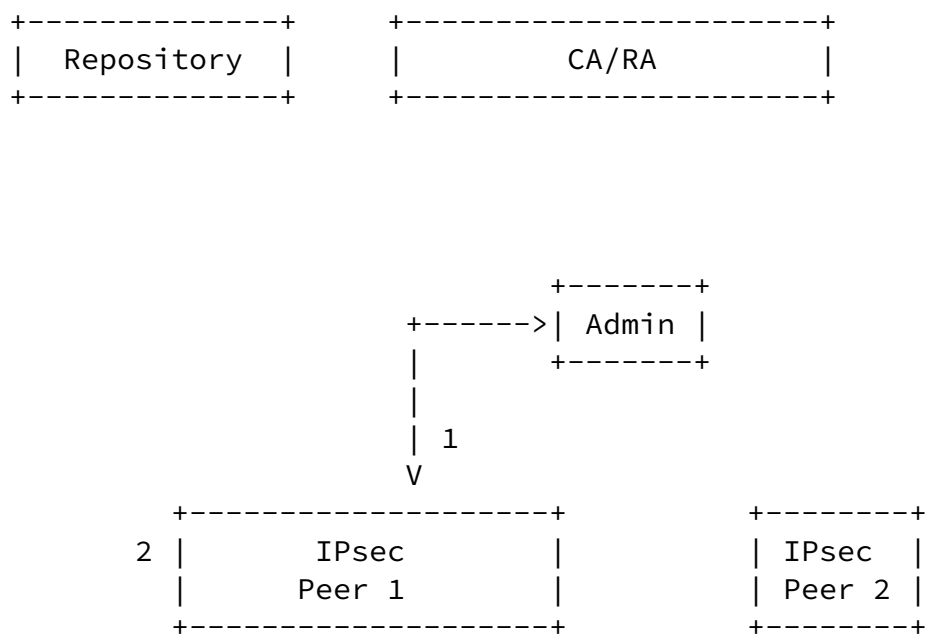 Repository CA/RA
Admin
1
V
2 IPsec IPsec
Peer 1 Peer 2